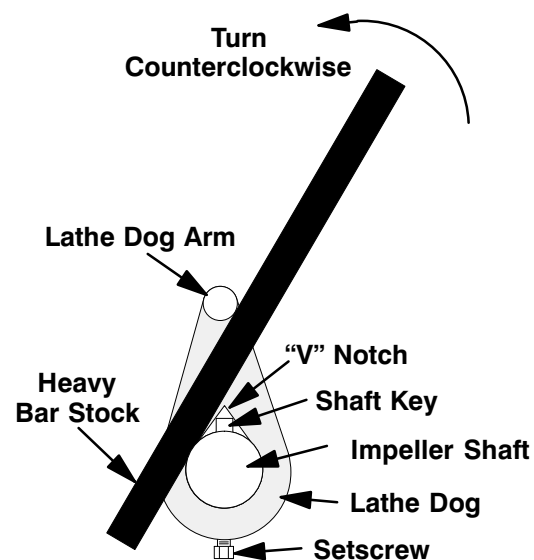 Turn
Counterclockwise
Lathe Dog Arm
“V” Notch
Heavy
Bar Stock
Shaft Key
Impeller Shaft
Lathe Dog
Setscrew